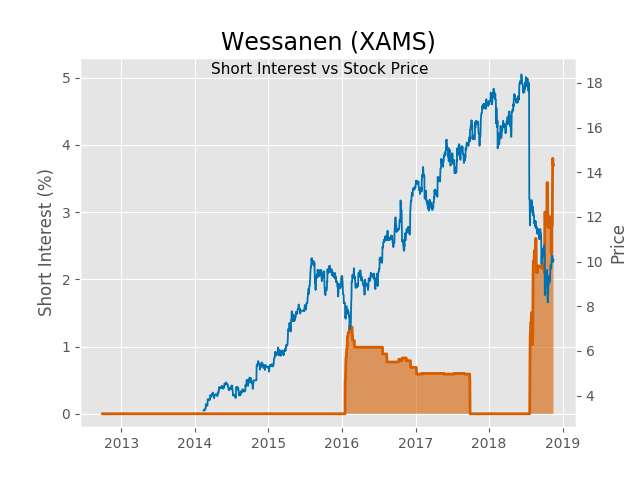 Wessanen (XAMS)
Short Interest vs Stock Price
Short Interest (%)
5
4
3
2
1
0
18
16
14
12
10
8
6
4
Price
2013 2014 2015 2016 2017 2018 2019